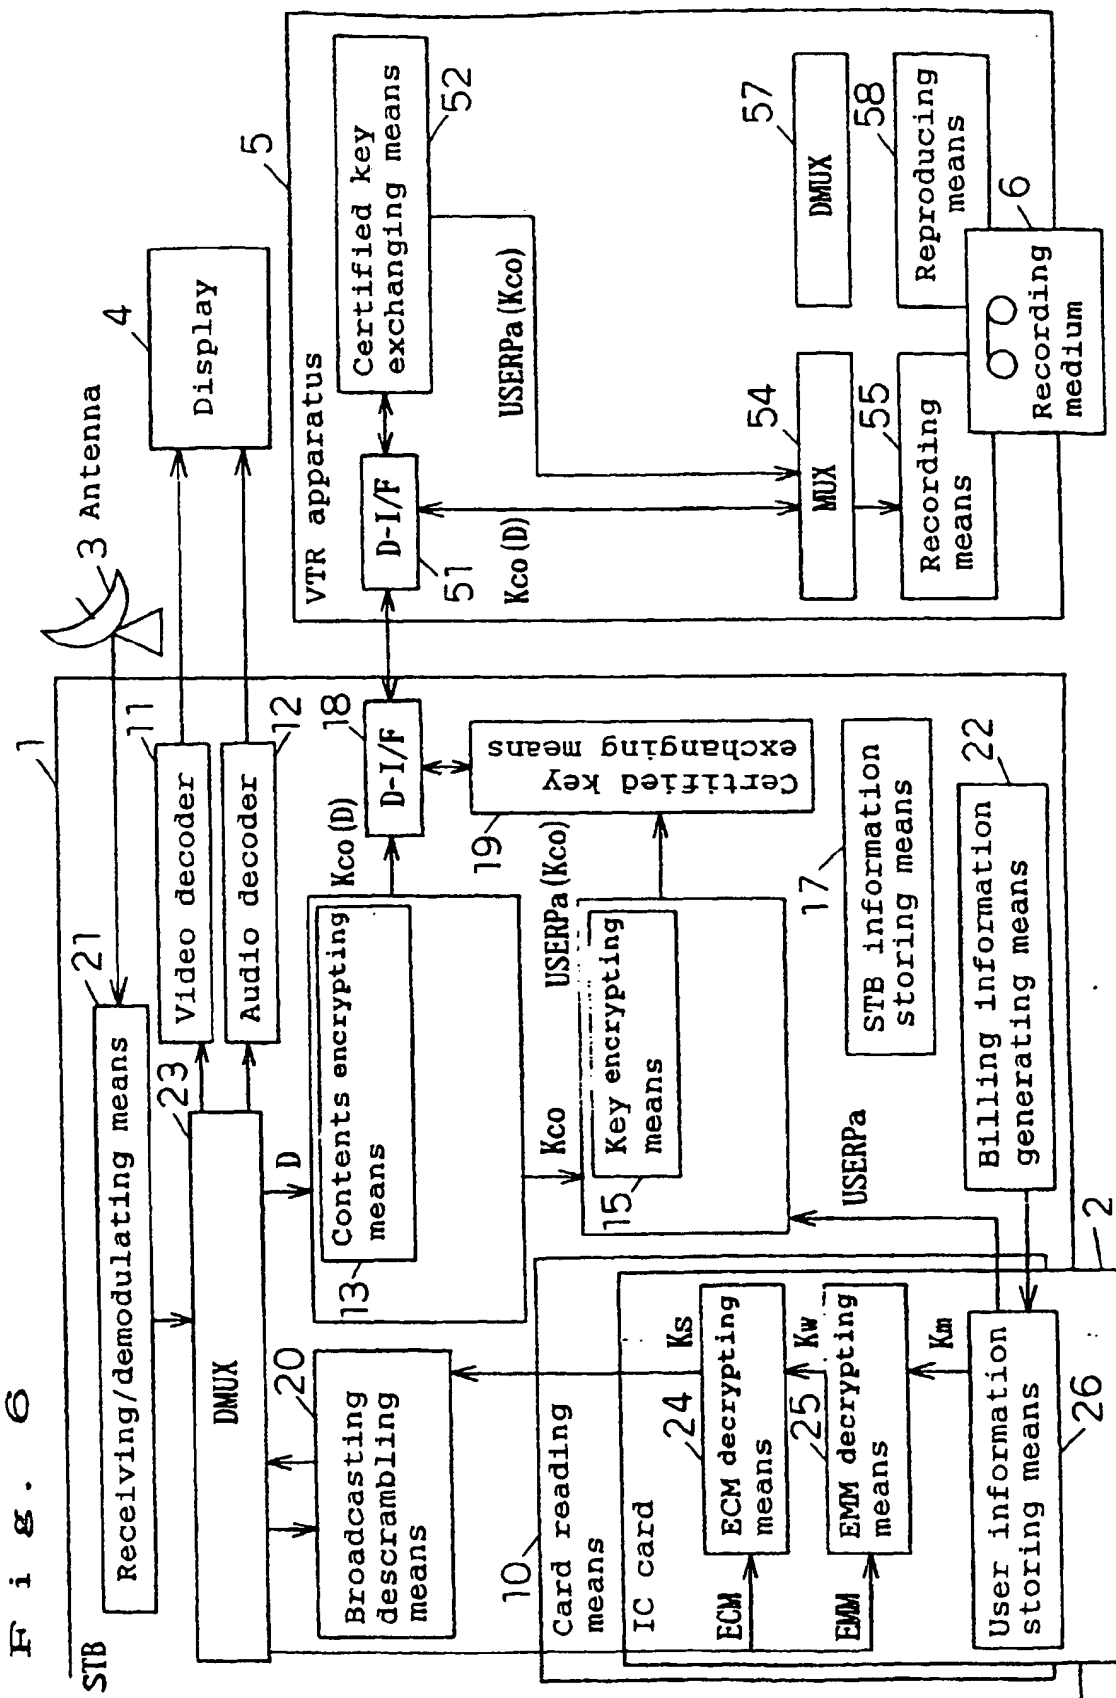 Fig. 6
STB
1
Receiving/demodulating means
21
3 Antenna
DMUX
23
Video decoder
11
Audio decoder
12
4
Display
Broadcasting
descrambling
means
20
D
Contents encrypting
means
13
Kco(D)
D-I/F
18
Certified key
exchanging means
19
USERPa(Kco)
Kco
Key encrypting
means
15
STB information
storing means
17
Billing information
generating means
22
USERPa
10
Card reading
means
IC card
2
ECM
ECM decrypting
means
24
Ks
Kw
EMM
EMM decrypting
means
25
Km
User information
storing means
26
5
VTR apparatus
D-I/F
51
Certified key
exchanging means
52
USERPa(Kco)
Kco(D)
MUX
54
DMUX
57
Recording
means
55
Reproducing
means
58
Recording
medium
6